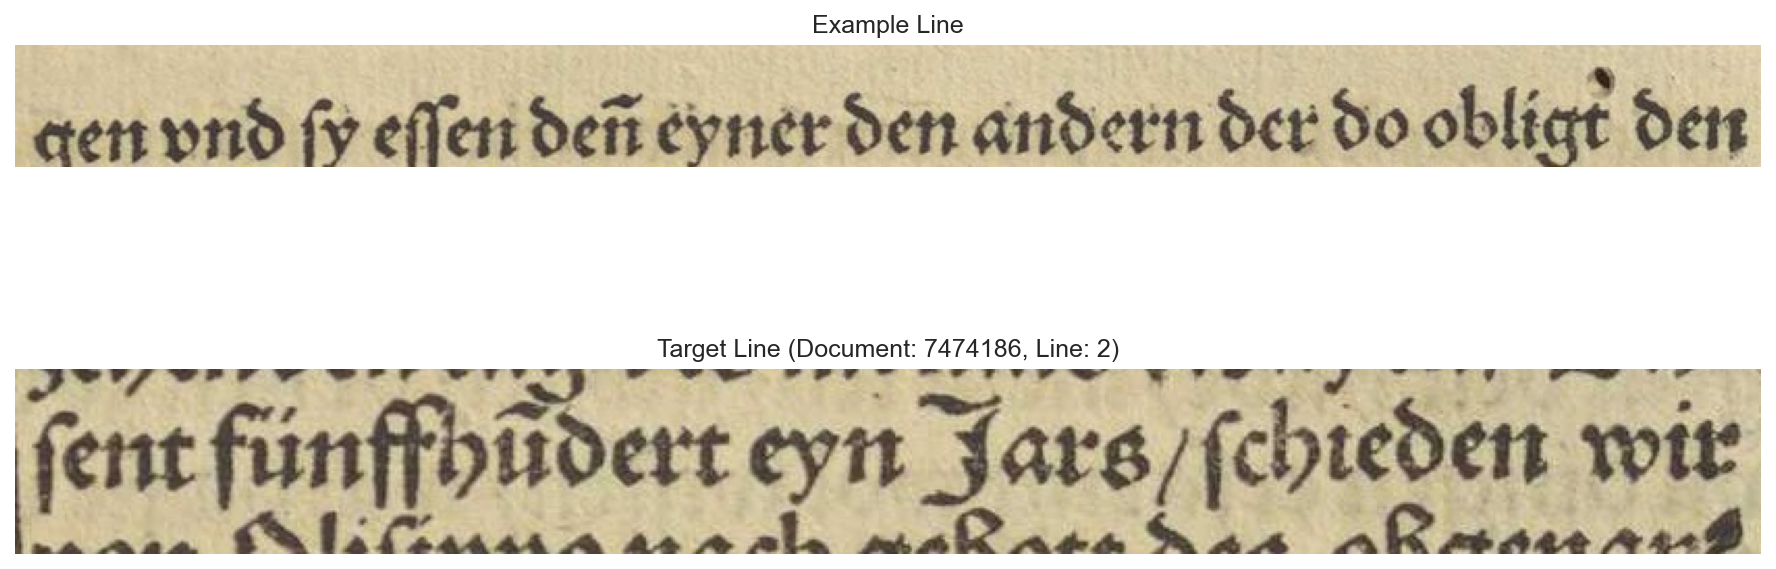 Example Line
gen vnd ſy eſſen den̄ eyner den andern der do obligt den
Target Line (Document: 7474186, Line: 2)
ſent fünffhūdert eyn Jars/ſchieden wir